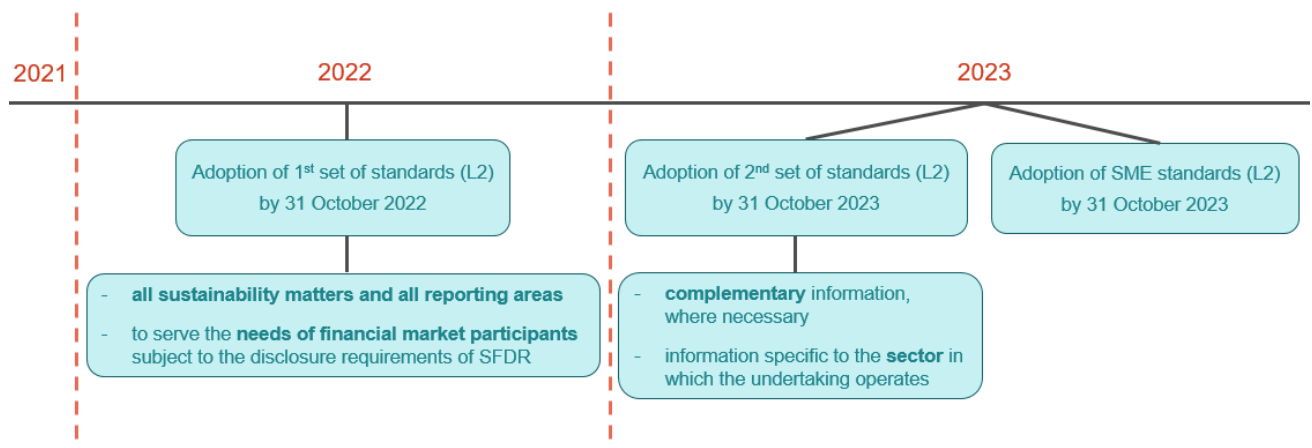 2021
2022
2023
Adoption of 1st set of standards (L2)
by 31 October 2022
Adoption of 2nd set of standards (L2)
by 31 October 2023
Adoption of SME standards (L2)
by 31 October 2023
- all sustainability matters and all reporting areas
- to serve the needs of financial market participants
subject to the disclosure requirements of SFDR
- complementary information,
where necessary
- information specific to the sector in
which the undertaking operates